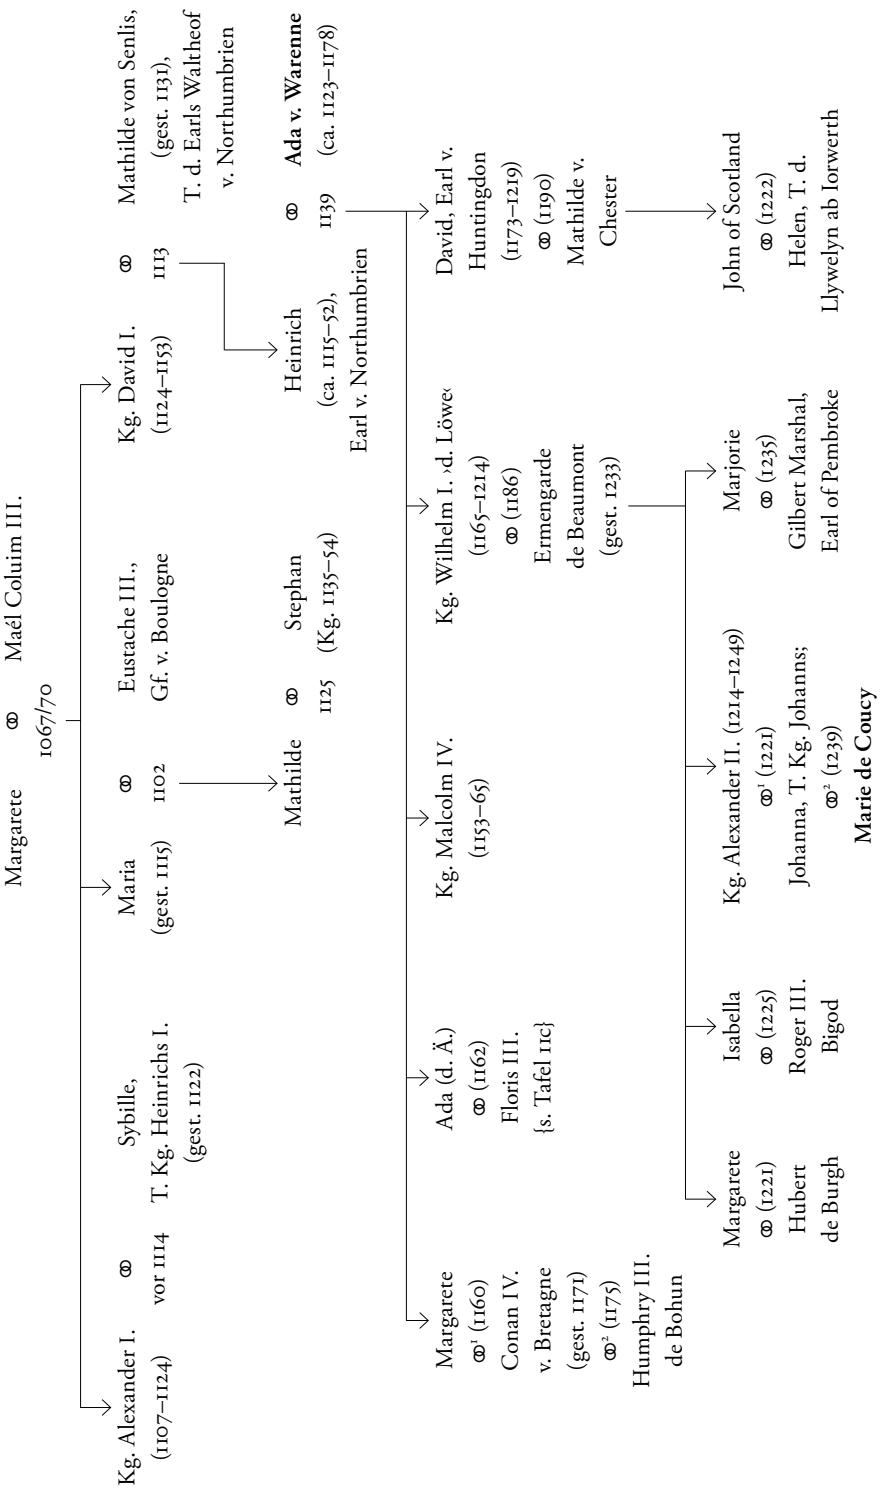 Margarete ⚭ Maél Coluim III.
1067/70
Kg. Alexander I.
(1107–1124)
⚭
vor 1114
Sybille,
T. Kg. Heinrichs I.
(gest. 1122)
Maria
(gest. 1115)
⚭
1102
Eustache III.,
Gf. v. Boulogne
Kg. David I.
(1124–1153)
⚭
1113
Mathilde von Senlis,
(gest. 1131),
T. d. Earls Waltheof
v. Northumbrien
Mathilde
⚭
1125
Stephan
(Kg. 1135–54)
Heinrich
(ca. 1115–52),
Earl v. Northumbrien
⚭
1139
Ada v. Warenne
(ca. 1123–1178)
Margarete
⚭¹ (1160)
Conan IV.
v. Bretagne
(gest. 1171)
⚭² (1175)
Humphry III.
de Bohun
Ada (d. Ä.)
⚭ (1162)
Floris III.
{s. Tafel 11c}
Kg. Malcolm IV.
(1153–65)
Kg. Wilhelm I. ›d. Löwe‹
(1165–1214)
⚭ (1186)
Ermengarde
de Beaumont
(gest. 1233)
David, Earl v.
Huntingdon
(1173–1219)
⚭ (1190)
Mathilde v.
Chester
Margarete
⚭ (1221)
Hubert
de Burgh
Isabella
⚭ (1225)
Roger III.
Bigod
Kg. Alexander II. (1214–1249)
⚭¹ (1221)
Johanna, T. Kg. Johanns;
⚭² (1239)
Marie de Coucy
Marjorie
⚭ (1235)
Gilbert Marshal,
Earl of Pembroke
John of Scotland
⚭ (1222)
Helen, T. d.
Llywelyn ab Iorwerth